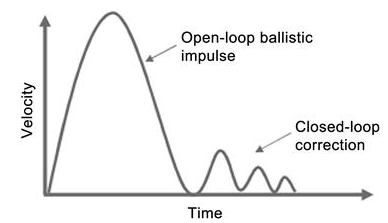 Open-loop ballistic
impulse
Velocity
Closed-loop
correction
Time